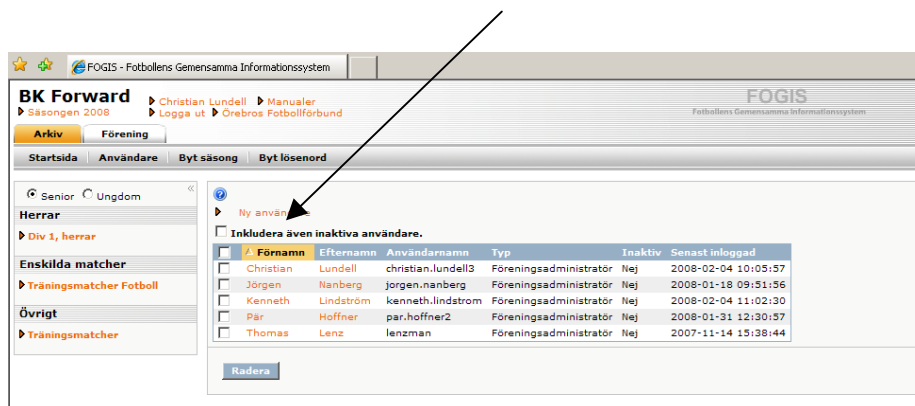 FOGIS - Fotbollens Gemensamma Informationssystem
BK Forward
Christian Lundell Manualer
Säsongen 2008 Logga ut Örebros Fotbollförbund
FOGIS
Fotbollens Gemensamma Informationssystem
Arkiv Förening
Startsida Användare Byt säsong Byt lösenord
Senior Ungdom
Herrar
Div 1, herrar
Enskilda matcher
Träningsmatcher Fotboll
Övrigt
Träningsmatcher
Ny användare
Inkludera även inaktiva användare.
Förnamn Efternamn Användarnamn Typ Inaktiv Senast inloggad
Christian Lundell christian.lundell3 Föreningsadministratör Nej 2008-02-04 10:05:57
Jörgen Nanberg jorgen.nanberg Föreningsadministratör Nej 2008-01-18 09:51:56
Kenneth Lindström kenneth.lindstrom Föreningsadministratör Nej 2008-02-04 11:02:30
Pär Hoffner par.hoffner2 Föreningsadministratör Nej 2008-01-31 12:30:57
Thomas Lenz lenzman Föreningsadministratör Nej 2007-11-14 15:38:44
Radera